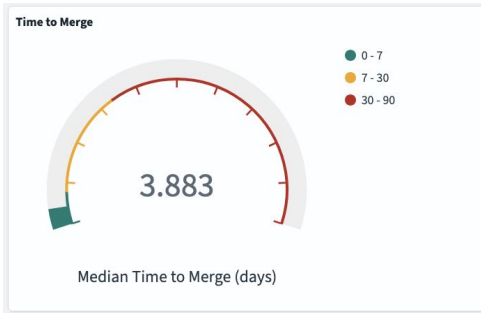 Time to Merge
0 - 7
7 - 30
30 - 90
3.883
Median Time to Merge (days)